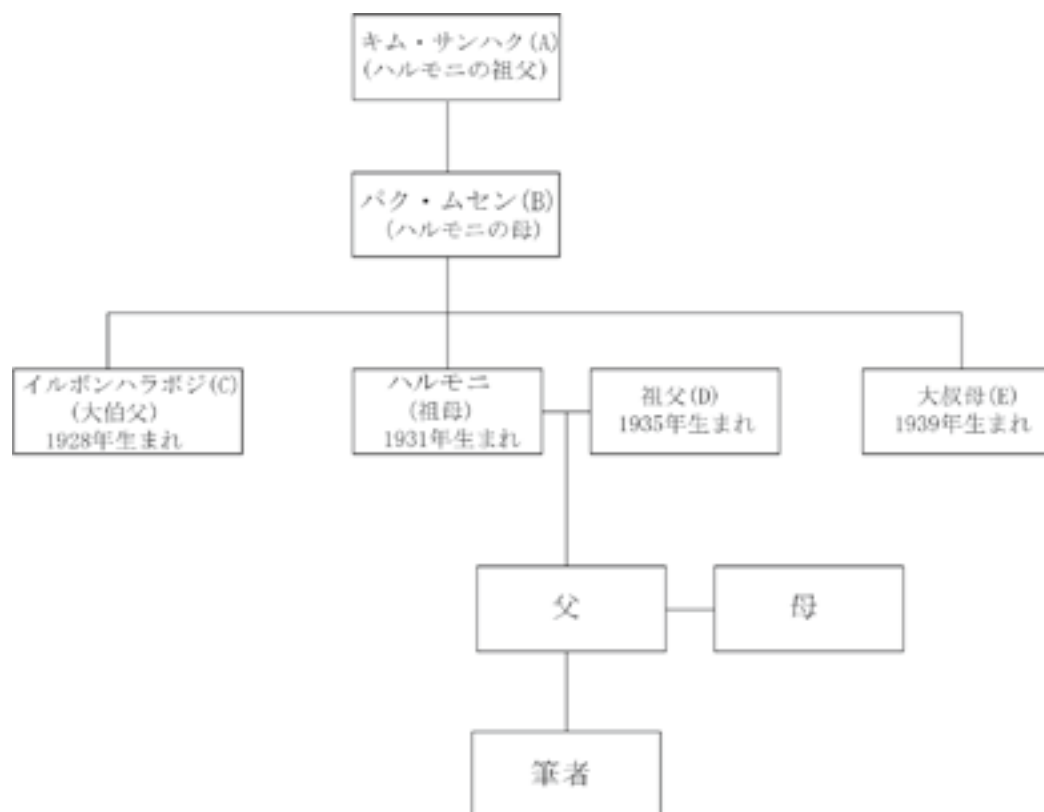 キム・サンハク(A)
(ハルモニの祖父)
パク・ムセン(B)
(ハルモニの母)
イルボンハラボジ(C)
(大伯父)
1928年生まれ
ハルモニ
(祖母)
1931年生まれ
祖父(D)
1935年生まれ
大叔母(E)
1939年生まれ
父
母
筆者